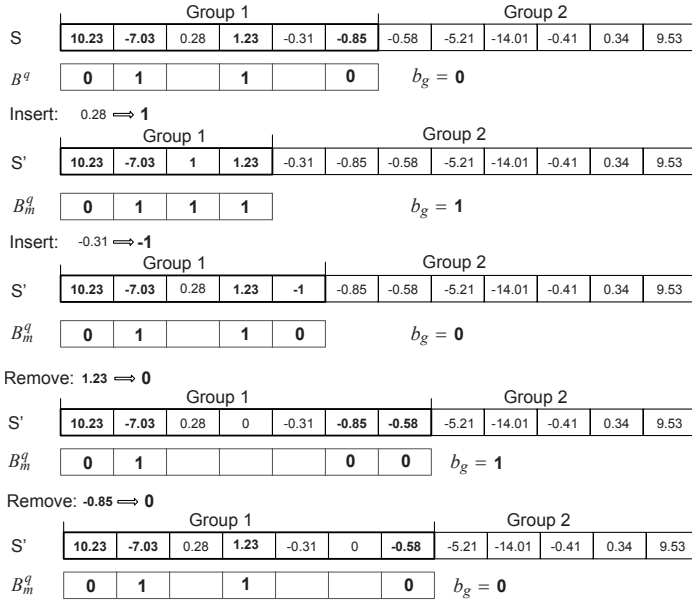 Group 1 Group 2
S 10.23 -7.03 0.28 1.23 -0.31 -0.85 -0.58 -5.21 -14.01 -0.41 0.34 9.53
B^q 0 1 1 0 b_g = 0
Insert: 0.28 ⟹ 1
Group 1 Group 2
S' 10.23 -7.03 1 1.23 -0.31 -0.85 -0.58 -5.21 -14.01 -0.41 0.34 9.53
B_m^q 0 1 1 1 b_g = 1
Insert: -0.31 ⟹ -1
Group 1 Group 2
S' 10.23 -7.03 0.28 1.23 -1 -0.85 -0.58 -5.21 -14.01 -0.41 0.34 9.53
B_m^q 0 1 1 0 b_g = 0
Remove: 1.23 ⟹ 0
Group 1 Group 2
S' 10.23 -7.03 0.28 0 -0.31 -0.85 -0.58 -5.21 -14.01 -0.41 0.34 9.53
B_m^q 0 1 0 0 b_g = 1
Remove: -0.85 ⟹ 0
Group 1 Group 2
S' 10.23 -7.03 0.28 1.23 -0.31 0 -0.58 -5.21 -14.01 -0.41 0.34 9.53
B_m^q 0 1 1 0 b_g = 0